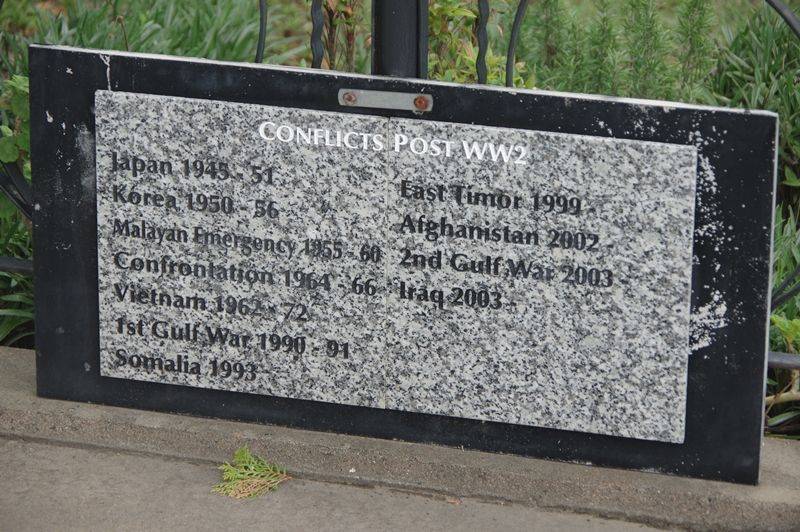 Conflicts Post WW2
Japan 1945 - 51
Korea 1950 - 56
Malayan Emergency 1955 - 60
Confrontation 1964 - 66
Vietnam 1962 - 72
1st Gulf War 1990 - 91
Somalia 1993
East Timor 1999 -
Afghanistan 2002 -
2nd Gulf War 2003
Iraq 2003 -